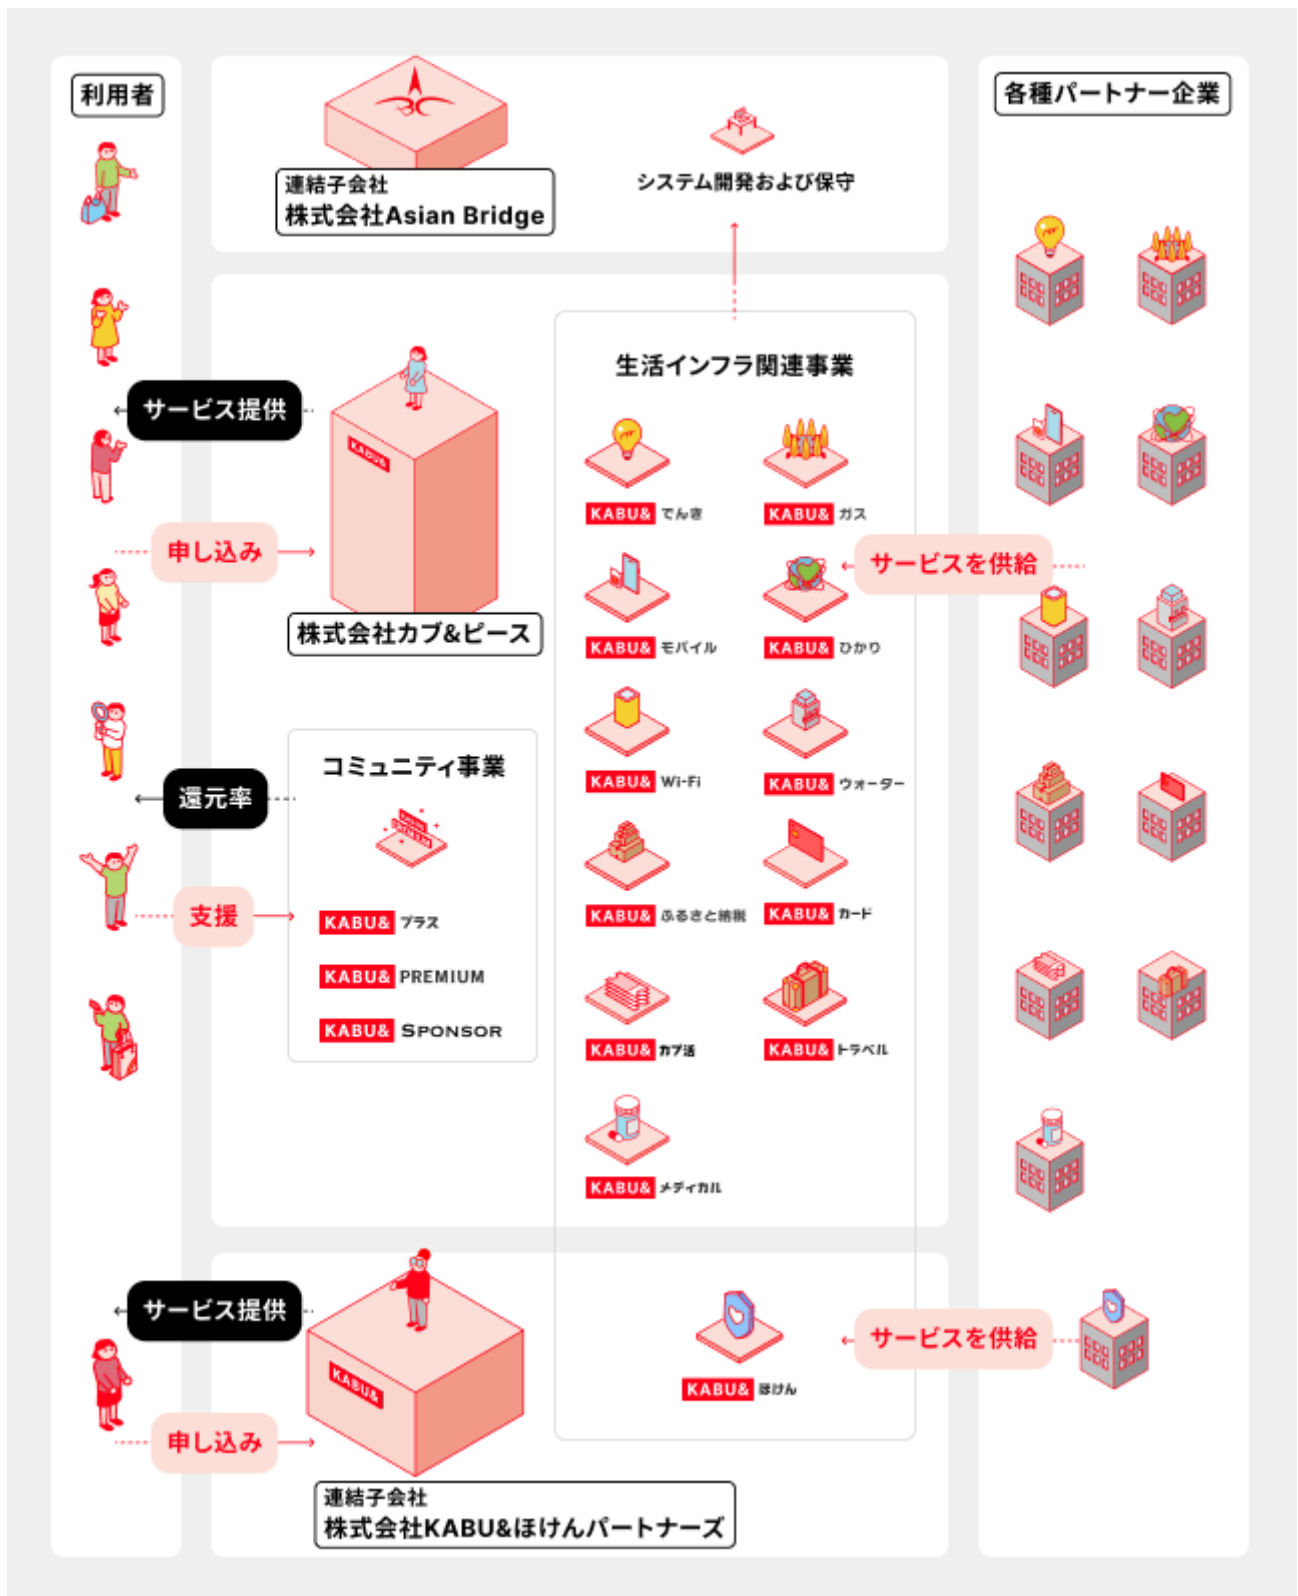 利用者
連結子会社
株式会社Asian Bridge
システム開発および保守
各種パートナー企業
生活インフラ関連事業
サービス提供
KABU&
申し込み
株式会社カブ&ピース
KABU& でんき
KABU& ガス
サービスを供給
KABU& モバイル
KABU& ひかり
KABU& Wi-Fi
KABU& ウォーター
KABU& ふるさと納税
KABU& カード
KABU& カブ活
KABU& トラベル
KABU& メディカル
コミュニティ事業
還元率
支援
KABU& プラス
KABU& PREMIUM
KABU& SPONSOR
サービス提供
KABU&
申し込み
KABU& ほけん
サービスを供給
連結子会社
株式会社KABU&ほけんパートナーズ